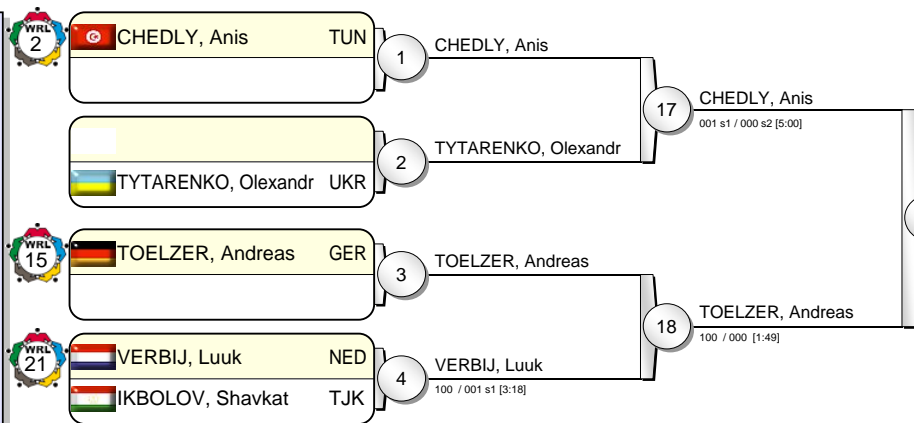 WRL
2
CHEDLY, Anis TUN
1
CHEDLY, Anis
17
CHEDLY, Anis
001 s1 / 000 s2 [5:00]
TYTARENKO, Olexandr UKR
2
TYTARENKO, Olexandr
WRL
15
TOELZER, Andreas GER
3
TOELZER, Andreas
18
TOELZER, Andreas
100 / 000 [1:49]
WRL
21
VERBIJ, Luuk NED
IKBOLOV, Shavkat TJK
4
VERBIJ, Luuk
100 / 001 s1 [3:18]